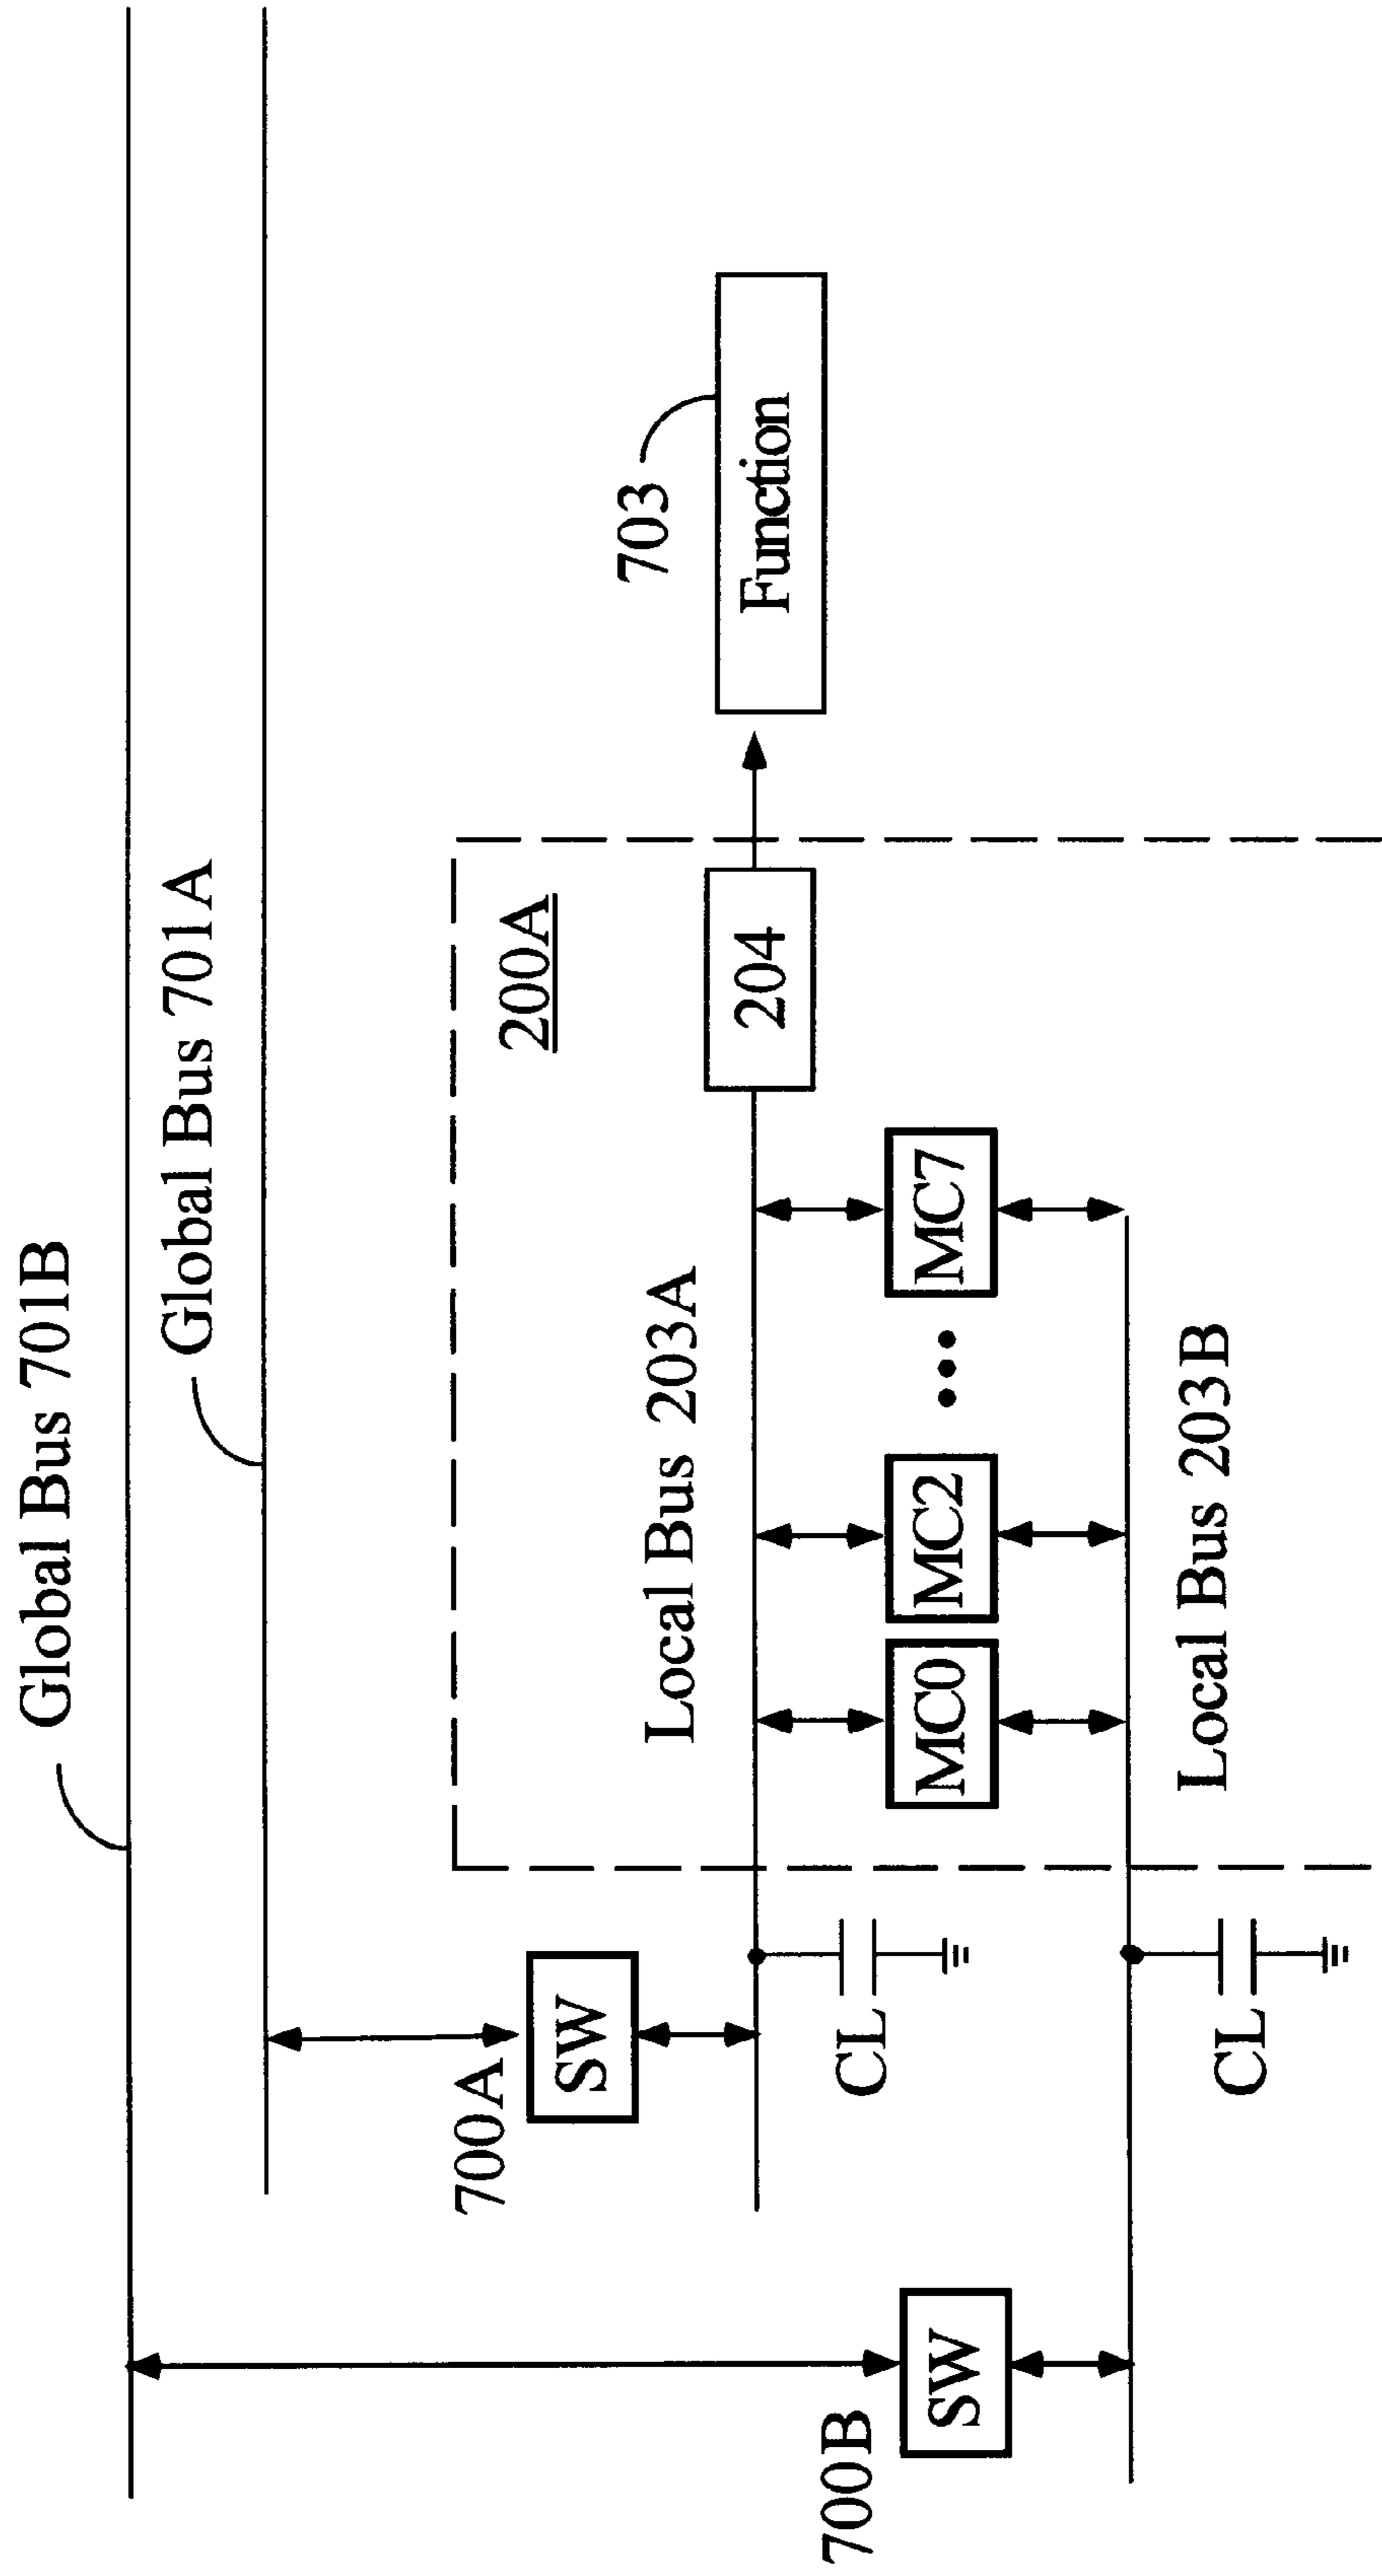 Global Bus 701B
Global Bus 701A
200A
703
700A
SW
Local Bus 203A
204
Function
CL
MC0
MC2
•••
MC7
700B
SW
Local Bus 203B
CL